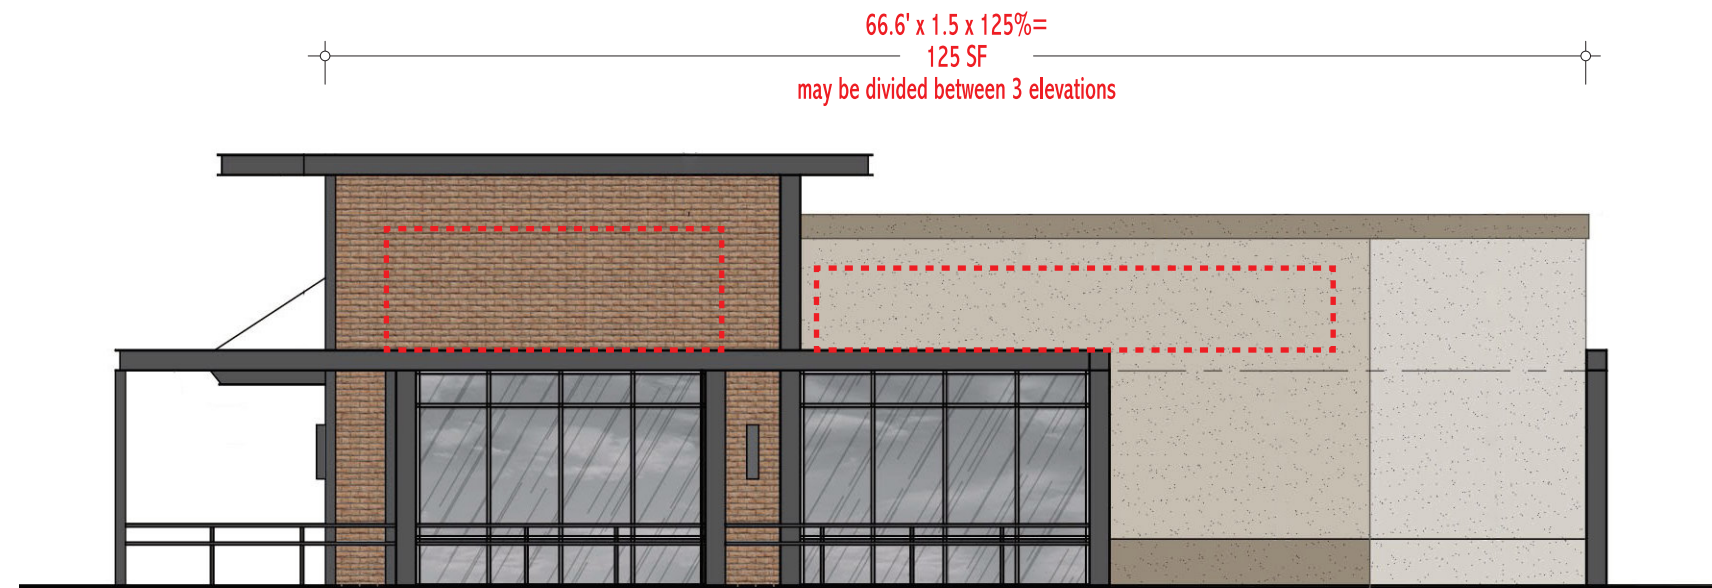 66.6' x 1.5 x 125%=
125 SF
may be divided between 3 elevations